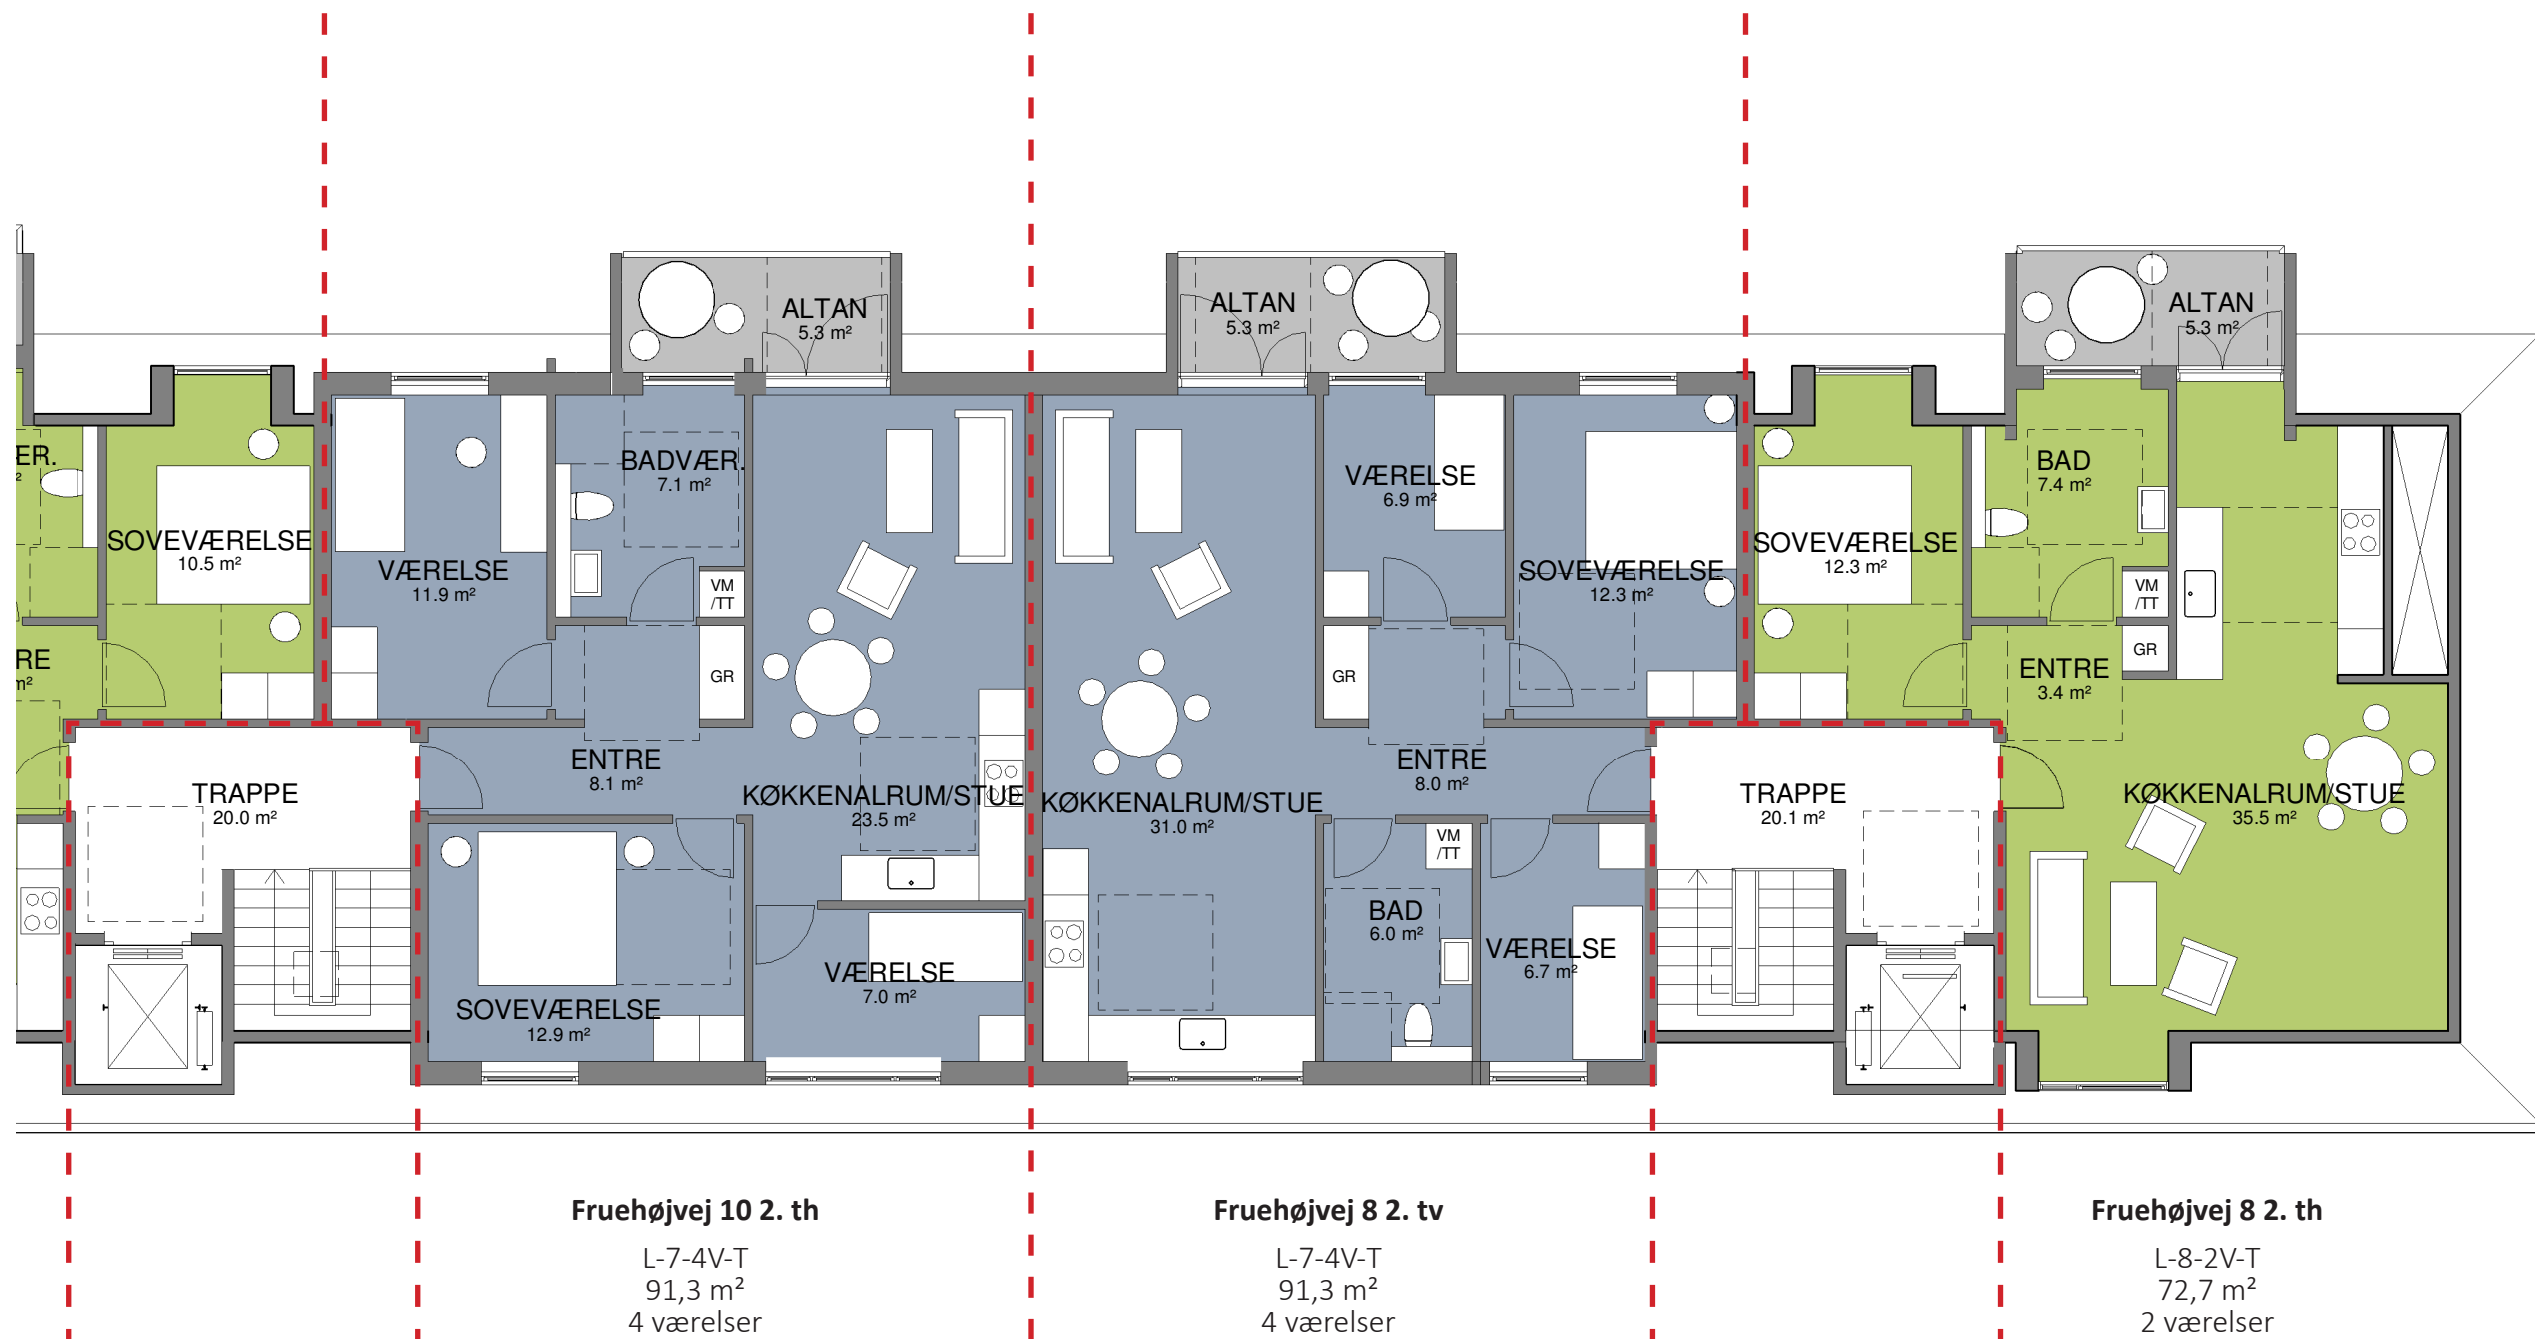 ALTAN
5.3 m²
ALTAN
5.3 m²
ALTAN
5.3 m²
ER.
SOVEVÆRELSE
10.5 m²
VÆRELSE
11.9 m²
BADVÆR.
7.1 m²
VM
/TT
GR
VÆRELSE
6.9 m²
GR
SOVEVÆRELSE
12.3 m²
SOVEVÆRELSE
12.3 m²
BAD
7.4 m²
VM
/TT
GR
RE
m²
ENTRE
3.4 m²
TRAPPE
20.0 m²
ENTRE
8.1 m²
KØKKENALRUM/STUE
23.5 m²
KØKKENALRUM/STUE
31.0 m²
ENTRE
8.0 m²
TRAPPE
20.1 m²
KØKKENALRUM/STUE
35.5 m²
VM
/TT
SOVEVÆRELSE
12.9 m²
VÆRELSE
7.0 m²
BAD
6.0 m²
VÆRELSE
6.7 m²
Fruehøjvej 10 2. th
L-7-4V-T
91,3 m²
4 værelser
Fruehøjvej 8 2. tv
L-7-4V-T
91,3 m²
4 værelser
Fruehøjvej 8 2. th
L-8-2V-T
72,7 m²
2 værelser